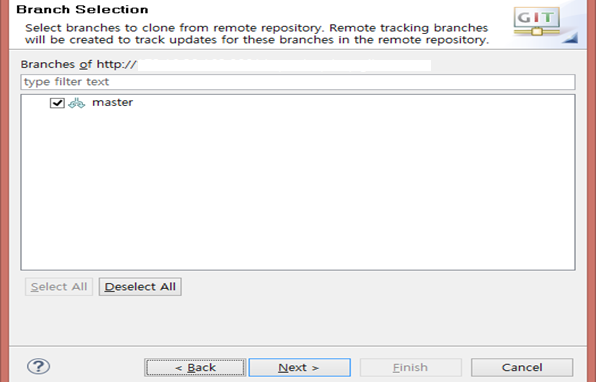 Branch Selection
Select branches to clone from remote repository. Remote tracking branches
will be created to track updates for these branches in the remote repository.
GIT
Branches of http://
type filter text
master
Select All
Deselect All
?
< Back
Next >
Finish
Cancel